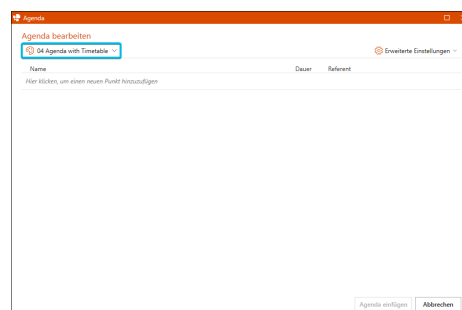 Agenda
Agenda bearbeiten
04 Agenda with Timetable
Erweiterte Einstellungen
Name Dauer Referent
Hier klicken, um einen neuen Punkt hinzuzufügen
Agenda einfügen Abbrechen